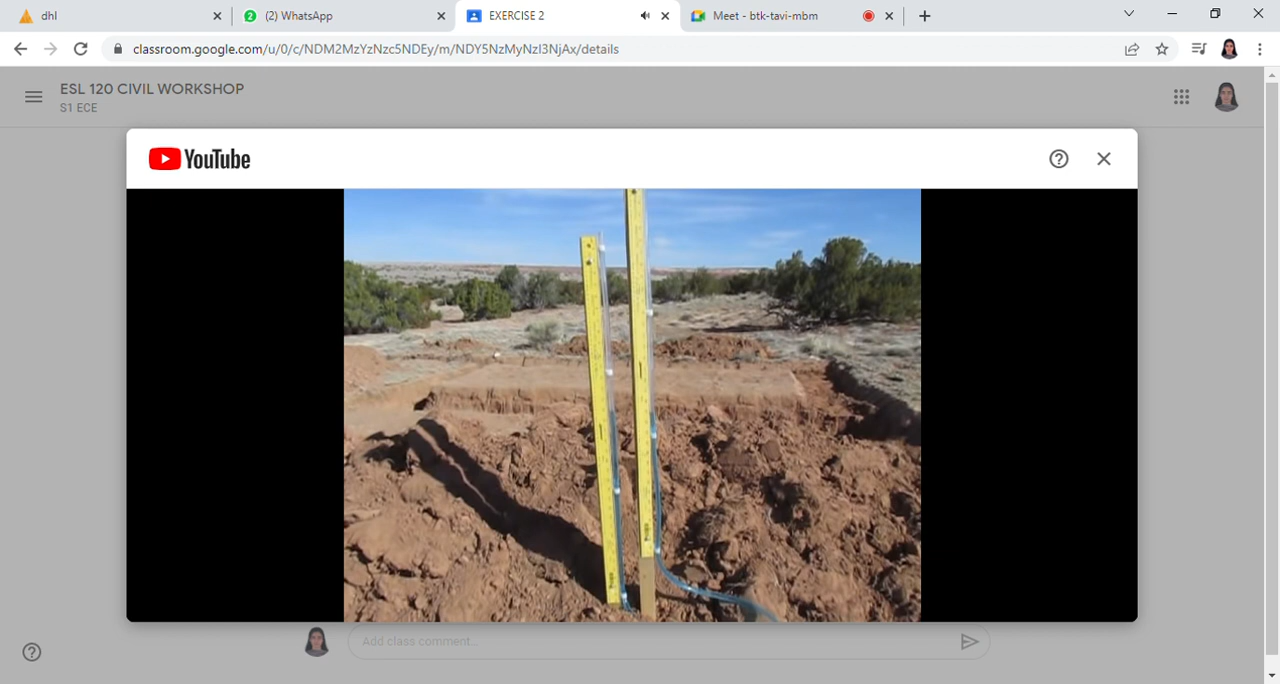 dhl
(2) WhatsApp
EXERCISE 2
Meet - btk-tavi-mbm
classroom.google.com/u/0/c/NDM2MzYzNzc5NDEy/m/NDY5NzMyNzI3NjAx/details
ESL 120 CIVIL WORKSHOP
S1 ECE
YouTube
Add class comment...